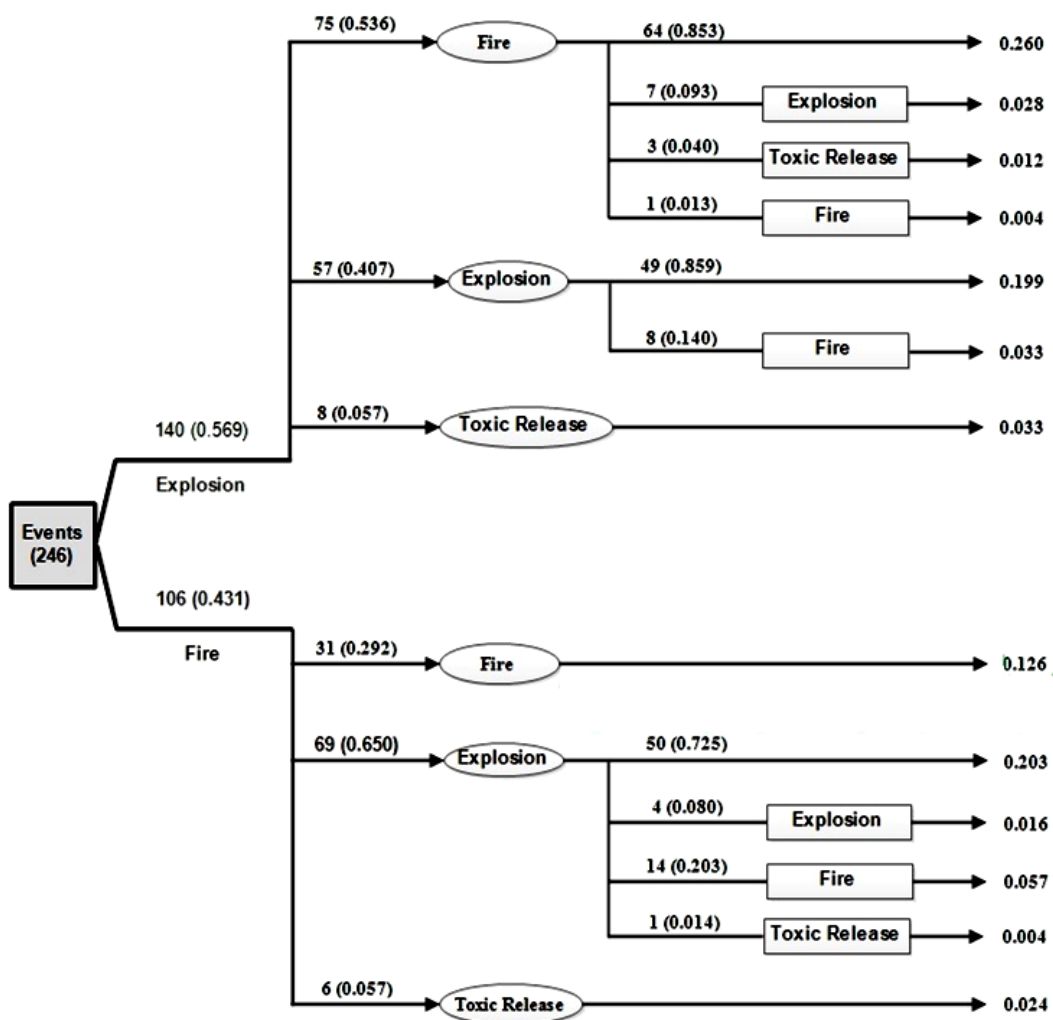 75 (0.536)
Fire
64 (0.853)
0.260
7 (0.093)
Explosion
0.028
3 (0.040)
Toxic Release
0.012
1 (0.013)
Fire
0.004
57 (0.407)
Explosion
49 (0.859)
0.199
8 (0.140)
Fire
0.033
8 (0.057)
Toxic Release
0.033
140 (0.569)
Explosion
Events
(246)
106 (0.431)
Fire
31 (0.292)
Fire
0.126
69 (0.650)
Explosion
50 (0.725)
0.203
4 (0.080)
Explosion
0.016
14 (0.203)
Fire
0.057
1 (0.014)
Toxic Release
0.004
6 (0.057)
Toxic Release
0.024